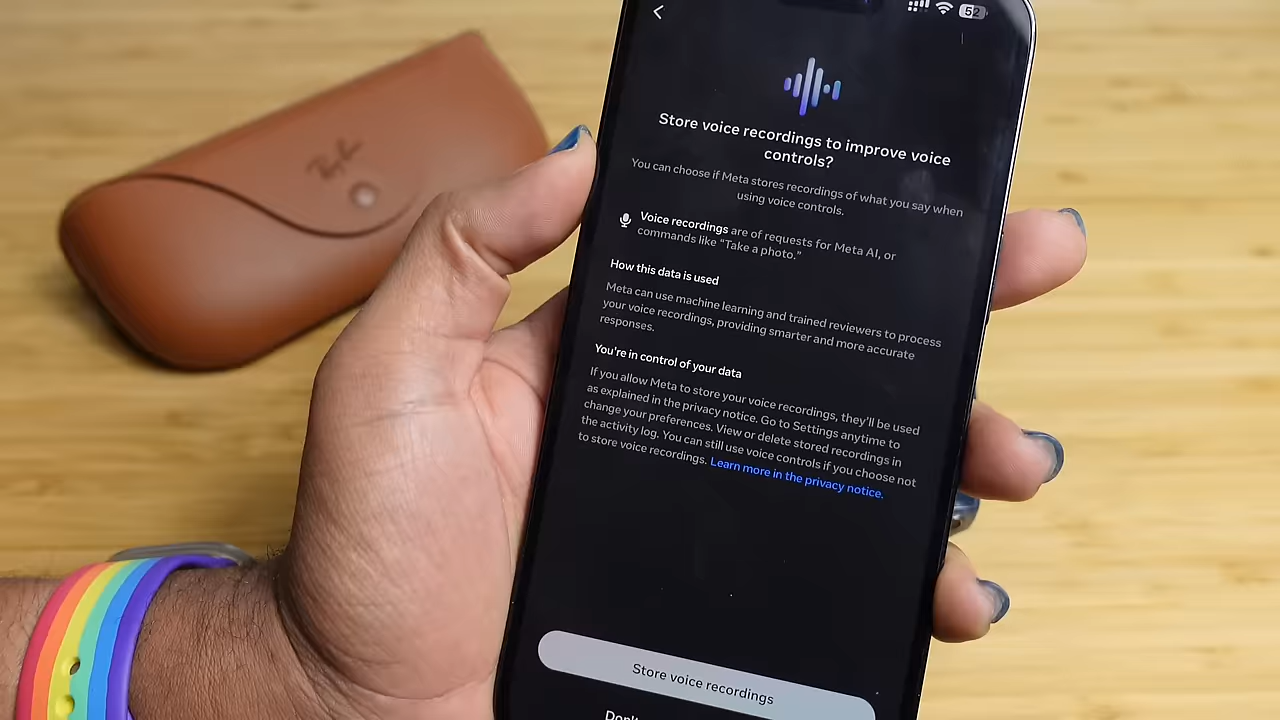 Ray-Ban
52
Store voice recordings to improve voice
controls?
You can choose if Meta stores recordings of what you say when
using voice controls.
Voice recordings are of requests for Meta AI, or
commands like “Take a photo.”
How this data is used
Meta can use machine learning and trained reviewers to process
your voice recordings, providing smarter and more accurate
responses.
You’re in control of your data
If you allow Meta to store your voice recordings, they’ll be used
as explained in the privacy notice. Go to Settings anytime to
change your preferences. View or delete stored recordings in
the activity log. You can still use voice controls if you choose not
to store voice recordings. Learn more in the privacy notice.
Store voice recordings